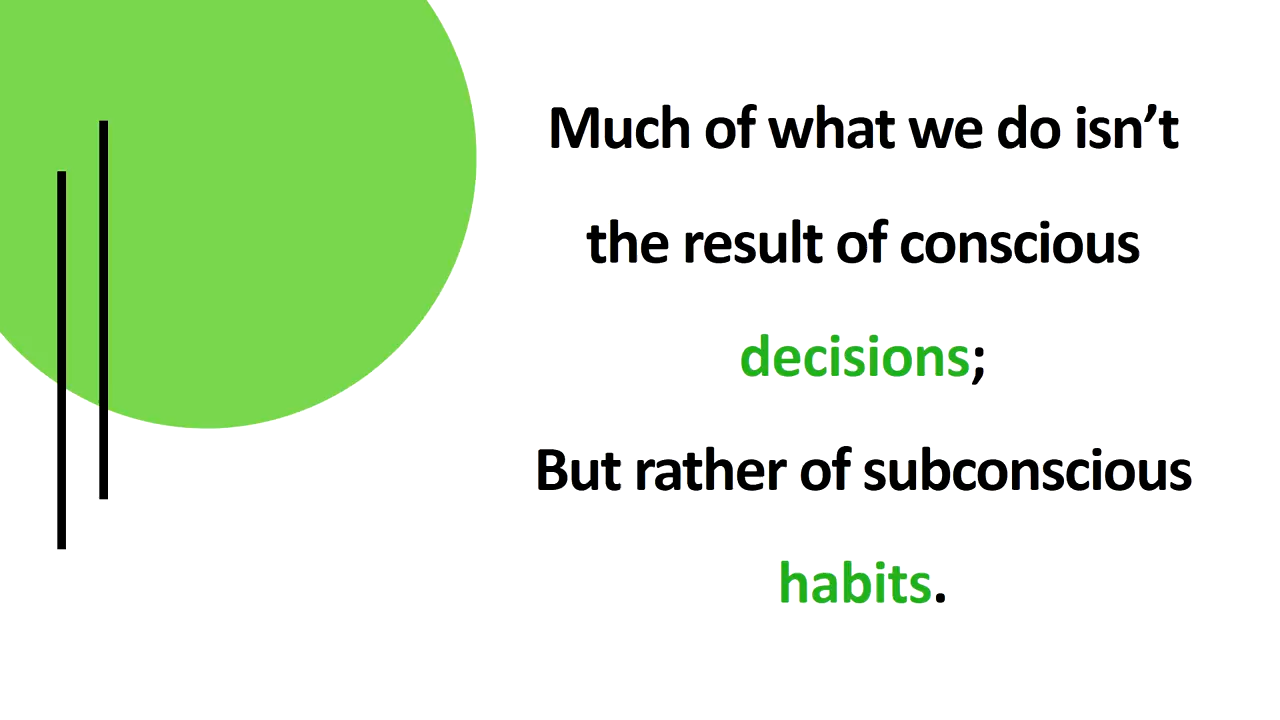 Much of what we do isn’t
the result of conscious
decisions;
But rather of subconscious
habits.